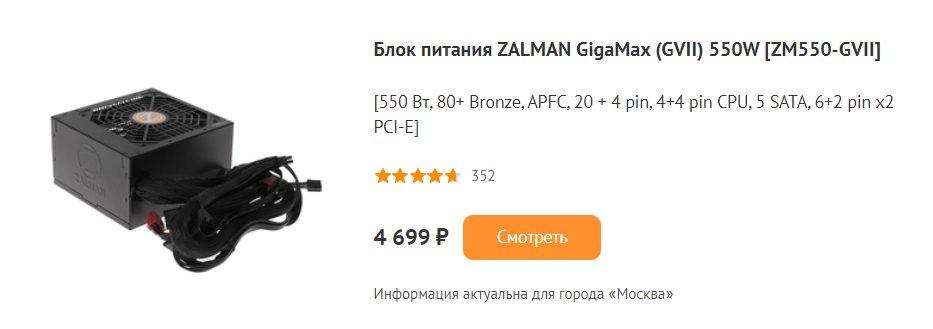 Блок питания ZALMAN GigaMax (GVII) 550W [ZM550-GVII]
[550 Вт, 80+ Bronze, APFC, 20 + 4 pin, 4+4 pin CPU, 5 SATA, 6+2 pin x2
PCI-E]
352
4 699 ₽ Смотреть
Информация актуальна для города «Москва»